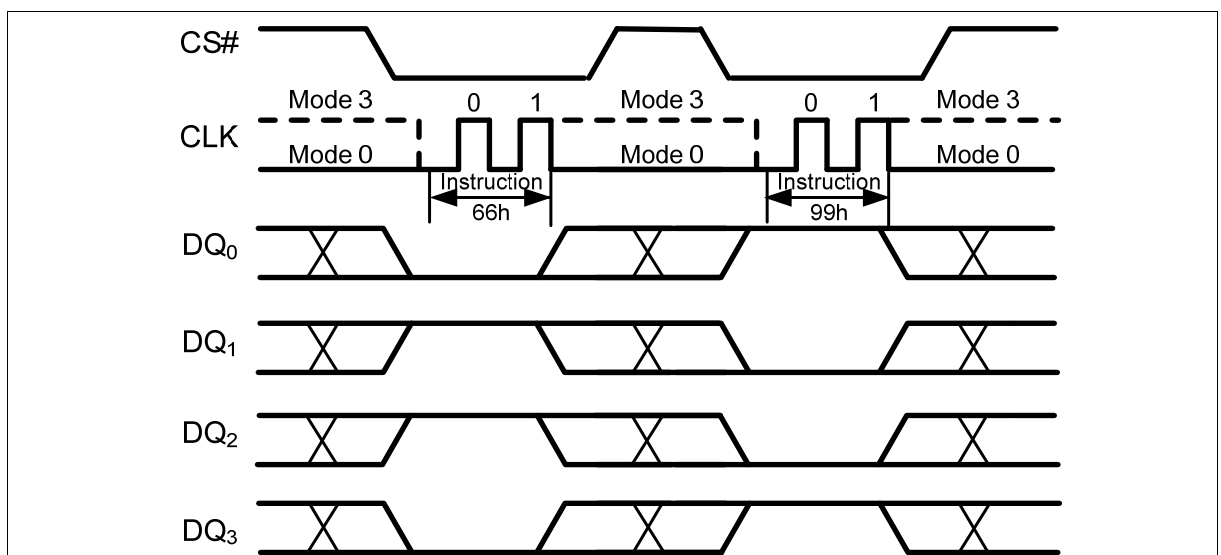 CS#
Mode 3 0 1 Mode 3 0 1 Mode 3
CLK
Mode 0 Mode 0 Mode 0
Instruction Instruction
66h 99h
DQ0
DQ1
DQ2
DQ3